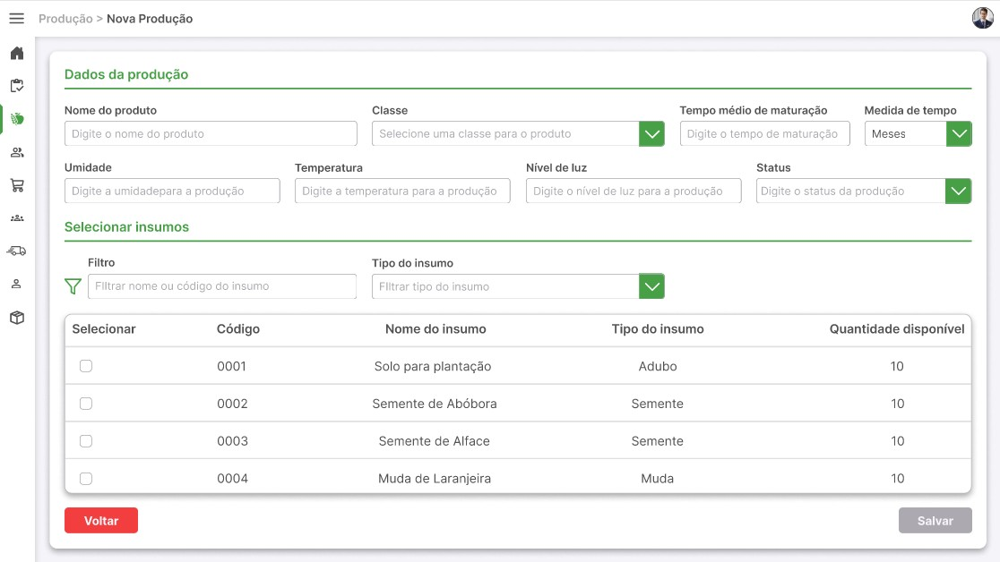 Produção > Nova Produção
Dados da produção
Nome do produto Classe Tempo médio de maturação Medida de tempo
Digite o nome do produto Selecione uma classe para o produto Digite o tempo de maturação Meses
Umidade Temperatura Nível de luz Status
Digite a umidadepara a produção Digite a temperatura para a produção Digite o nível de luz para a produção Digite o status da produção
Selecionar insumos
Filtro Tipo do insumo
FIltrar nome ou código do insumo FIltrar tipo do insumo
Selecionar Código Nome do insumo Tipo do insumo Quantidade disponível
0001 Solo para plantação Adubo 10
0002 Semente de Abóbora Semente 10
0003 Semente de Alface Semente 10
0004 Muda de Laranjeira Muda 10
Voltar Salvar